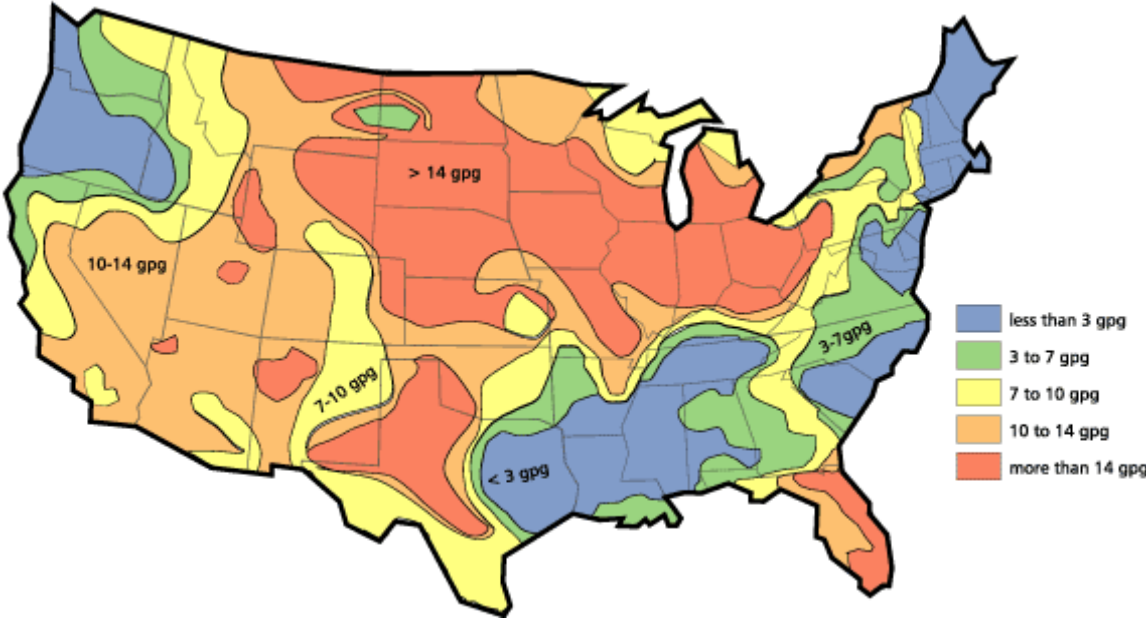 > 14 gpg
10-14 gpg
3-7gpg
7-10 gpg
< 3 gpg
less than 3 gpg
3 to 7 gpg
7 to 10 gpg
10 to 14 gpg
more than 14 gpg